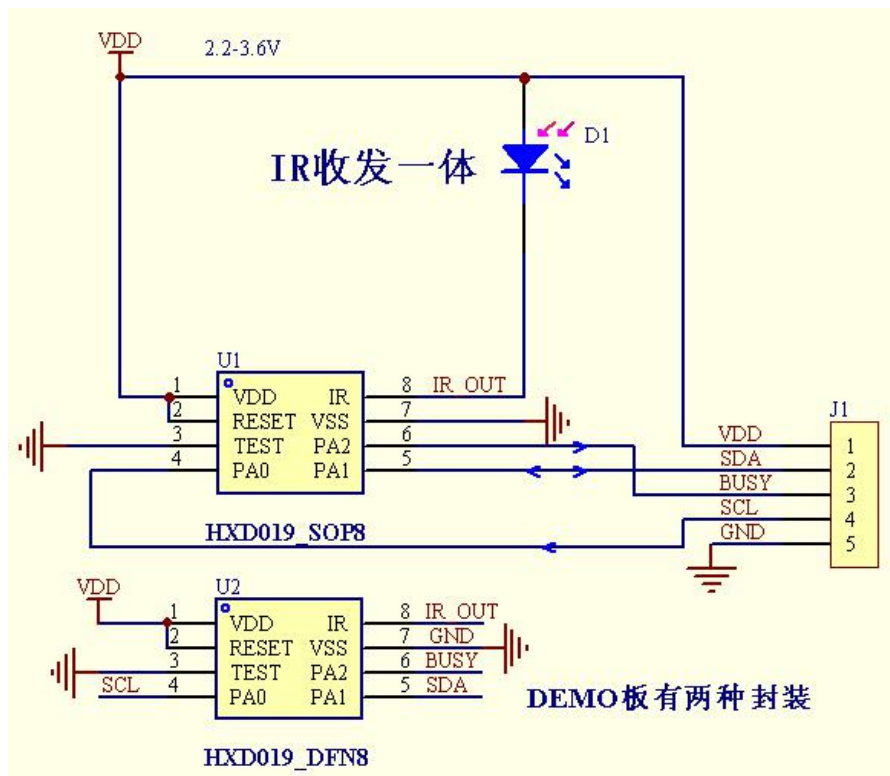 VDD
2.2-3.6V
D1
IR收发一体
U1
1 VDD IR 8 IR_OUT
2 RESET VSS 7
3 TEST PA2 6
4 PA0 PA1 5
HXD019_SOP8
J1
VDD 1
SDA 2
BUSY 3
SCL 4
GND 5
VDD
U2
1 VDD IR 8 IR_OUT
2 RESET VSS 7 GND
3 TEST PA2 6 BUSY
SCL 4 PA0 PA1 5 SDA
DEMO板有两种封装
HXD019_DFN8